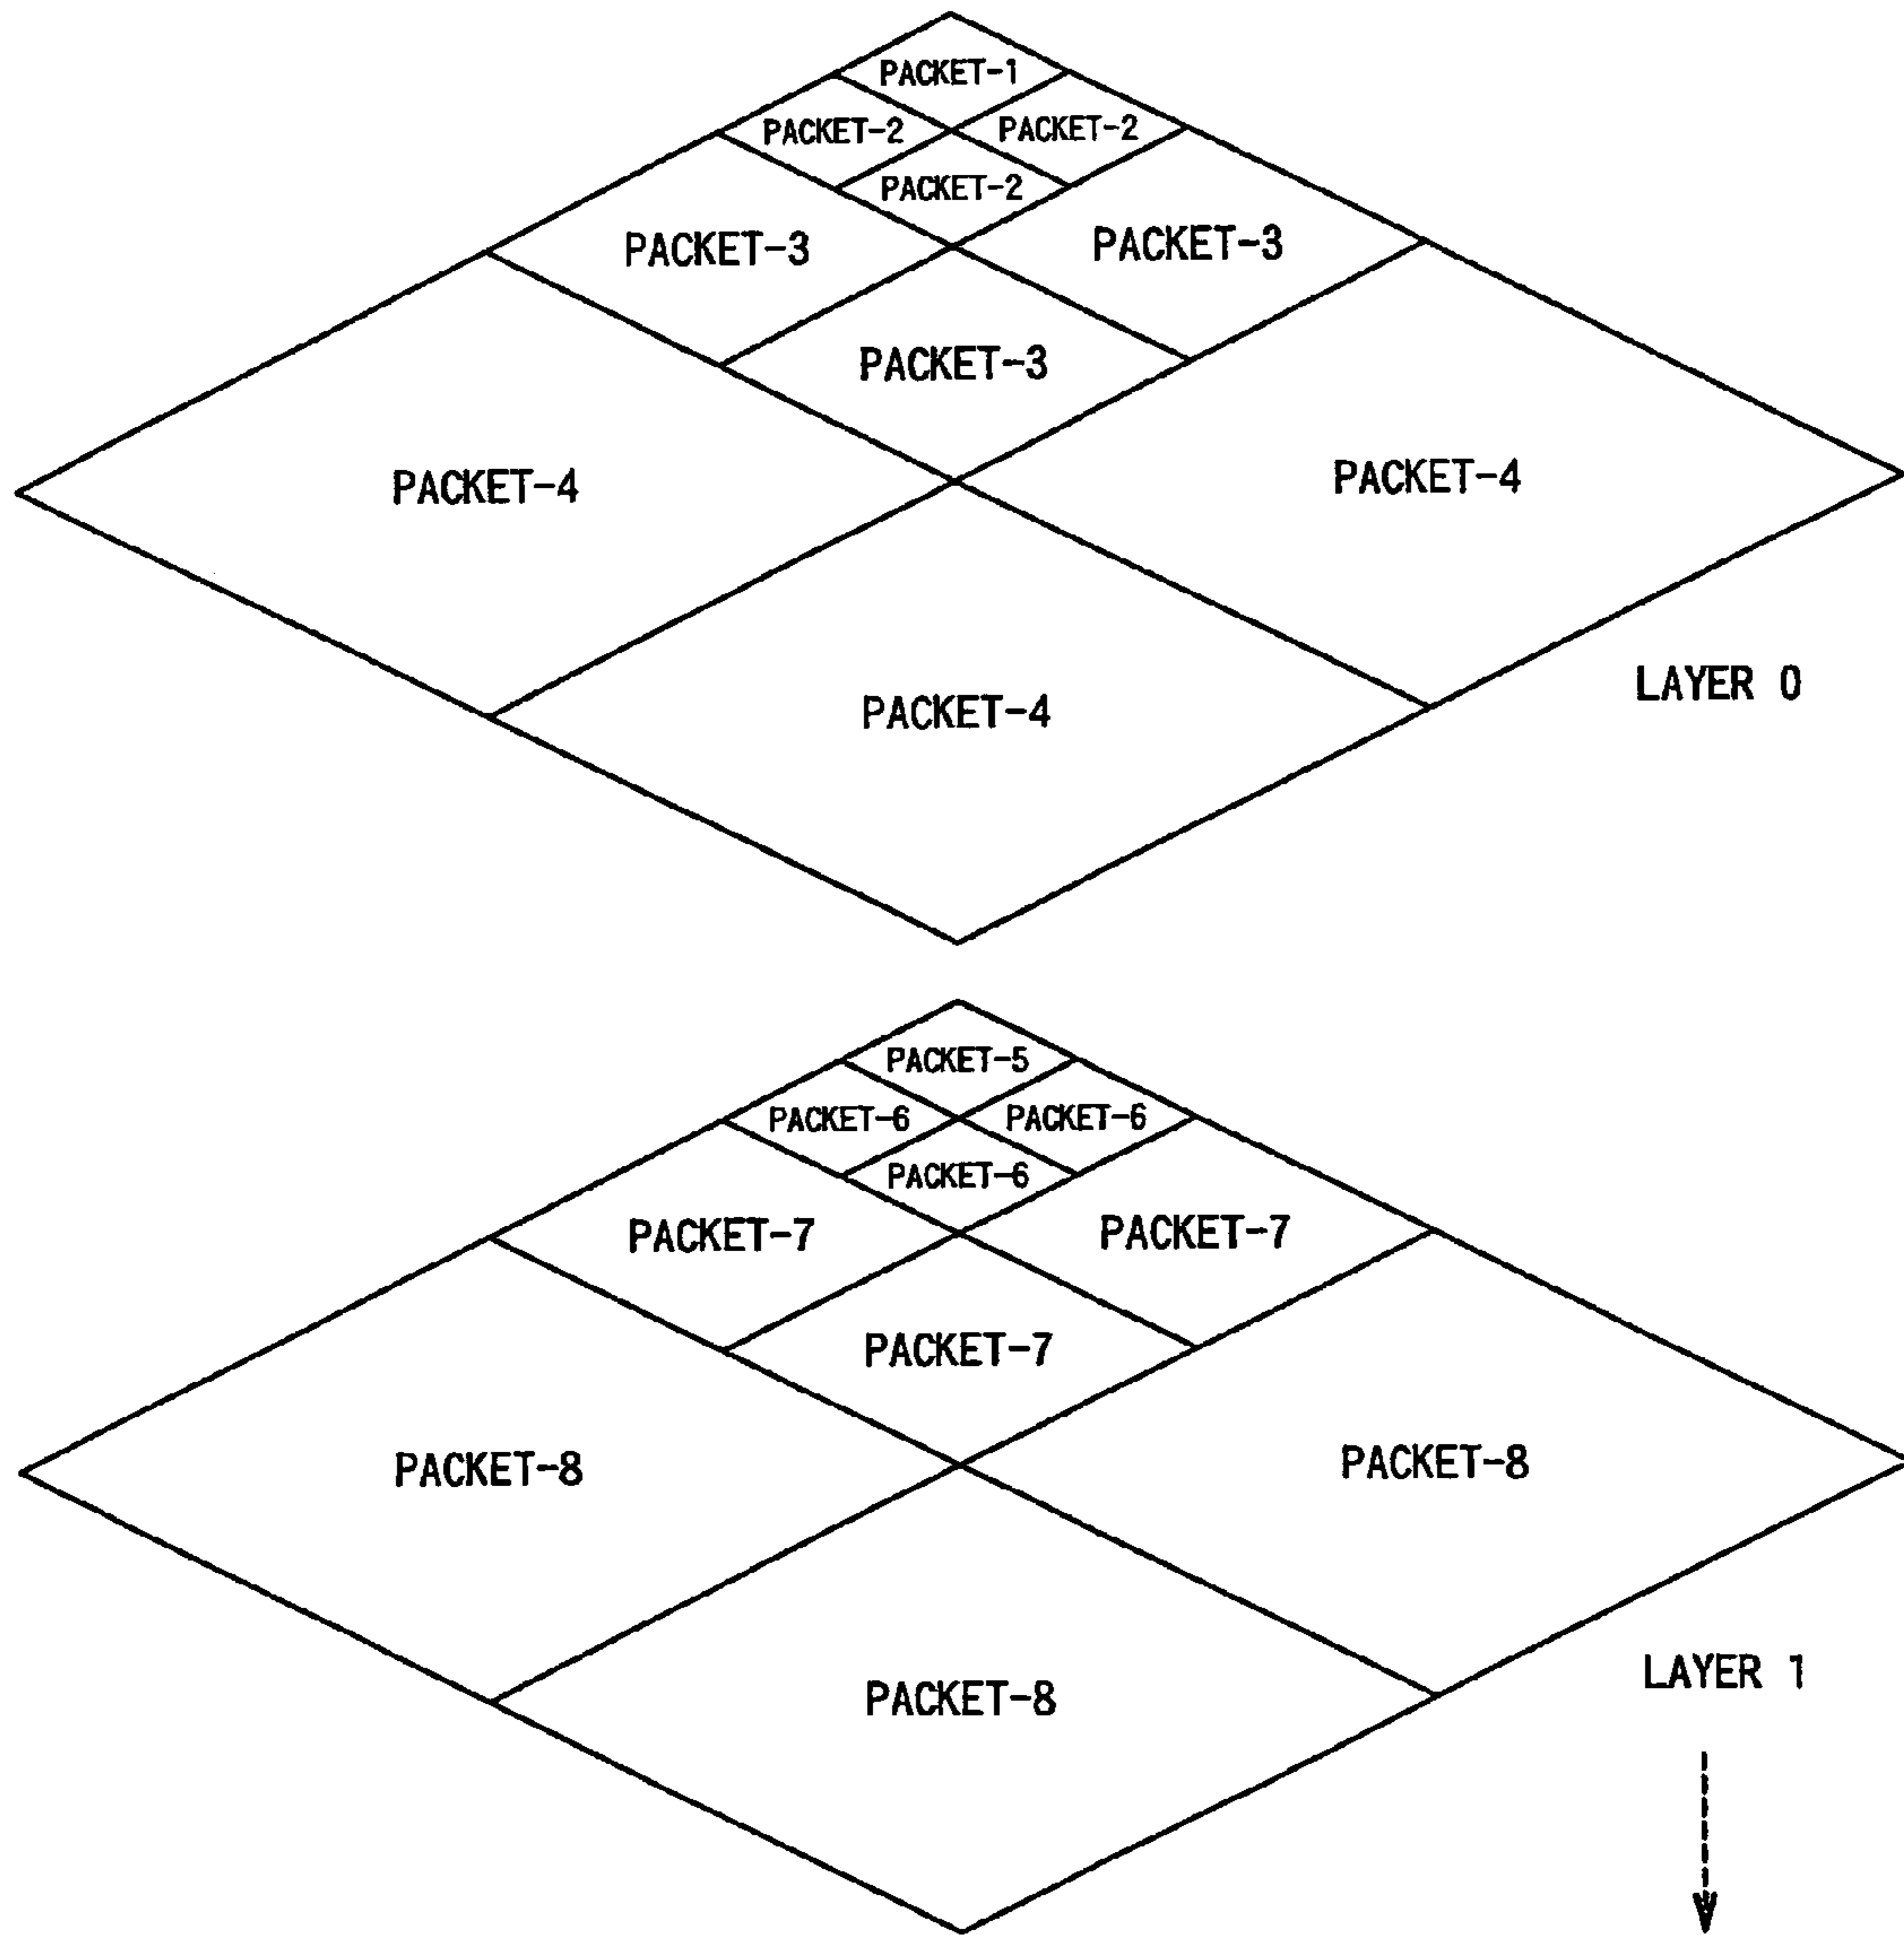 PACKET-1
PACKET-2 PACKET-2
PACKET-2
PACKET-3 PACKET-3
PACKET-3
PACKET-4 PACKET-4
PACKET-4
LAYER 0
PACKET-5
PACKET-6 PACKET-6
PACKET-6
PACKET-7 PACKET-7
PACKET-7
PACKET-8 PACKET-8
PACKET-8
LAYER 1